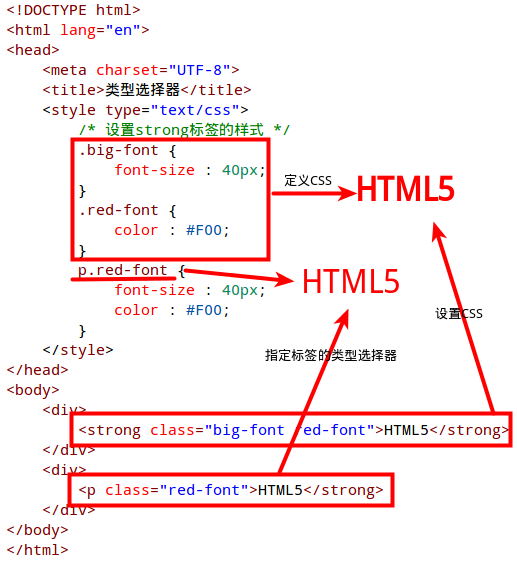 <!DOCTYPE html>
<html lang="en">
<head>
    <meta charset="UTF-8">
    <title>类型选择器</title>
    <style type="text/css">
        /* 设置strong标签的样式 */
        .big-font {
            font-size : 40px;
        }
        .red-font {
            color : #F00;
        }
        p.red-font {
            font-size : 40px;
            color : #F00;
        }
    </style>
</head>
<body>
    <div>
        <strong class="big-font red-font">HTML5</strong>
    </div>
    <div>
        <p class="red-font">HTML5</strong>
    </div>
</body>
</html>
定义CSS
HTML5
HTML5
设置CSS
指定标签的类型选择器